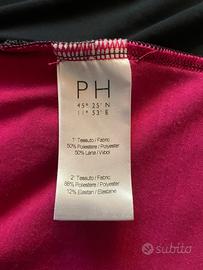 PH
45° 25' N
11° 53' E
1° Tessuto / Fabric
50% Poliestere / Polyester
50% Lana / Wool
2° Tessuto / Fabric
88% Poliestere / Polyester
12% Elastan / Elastane
subito